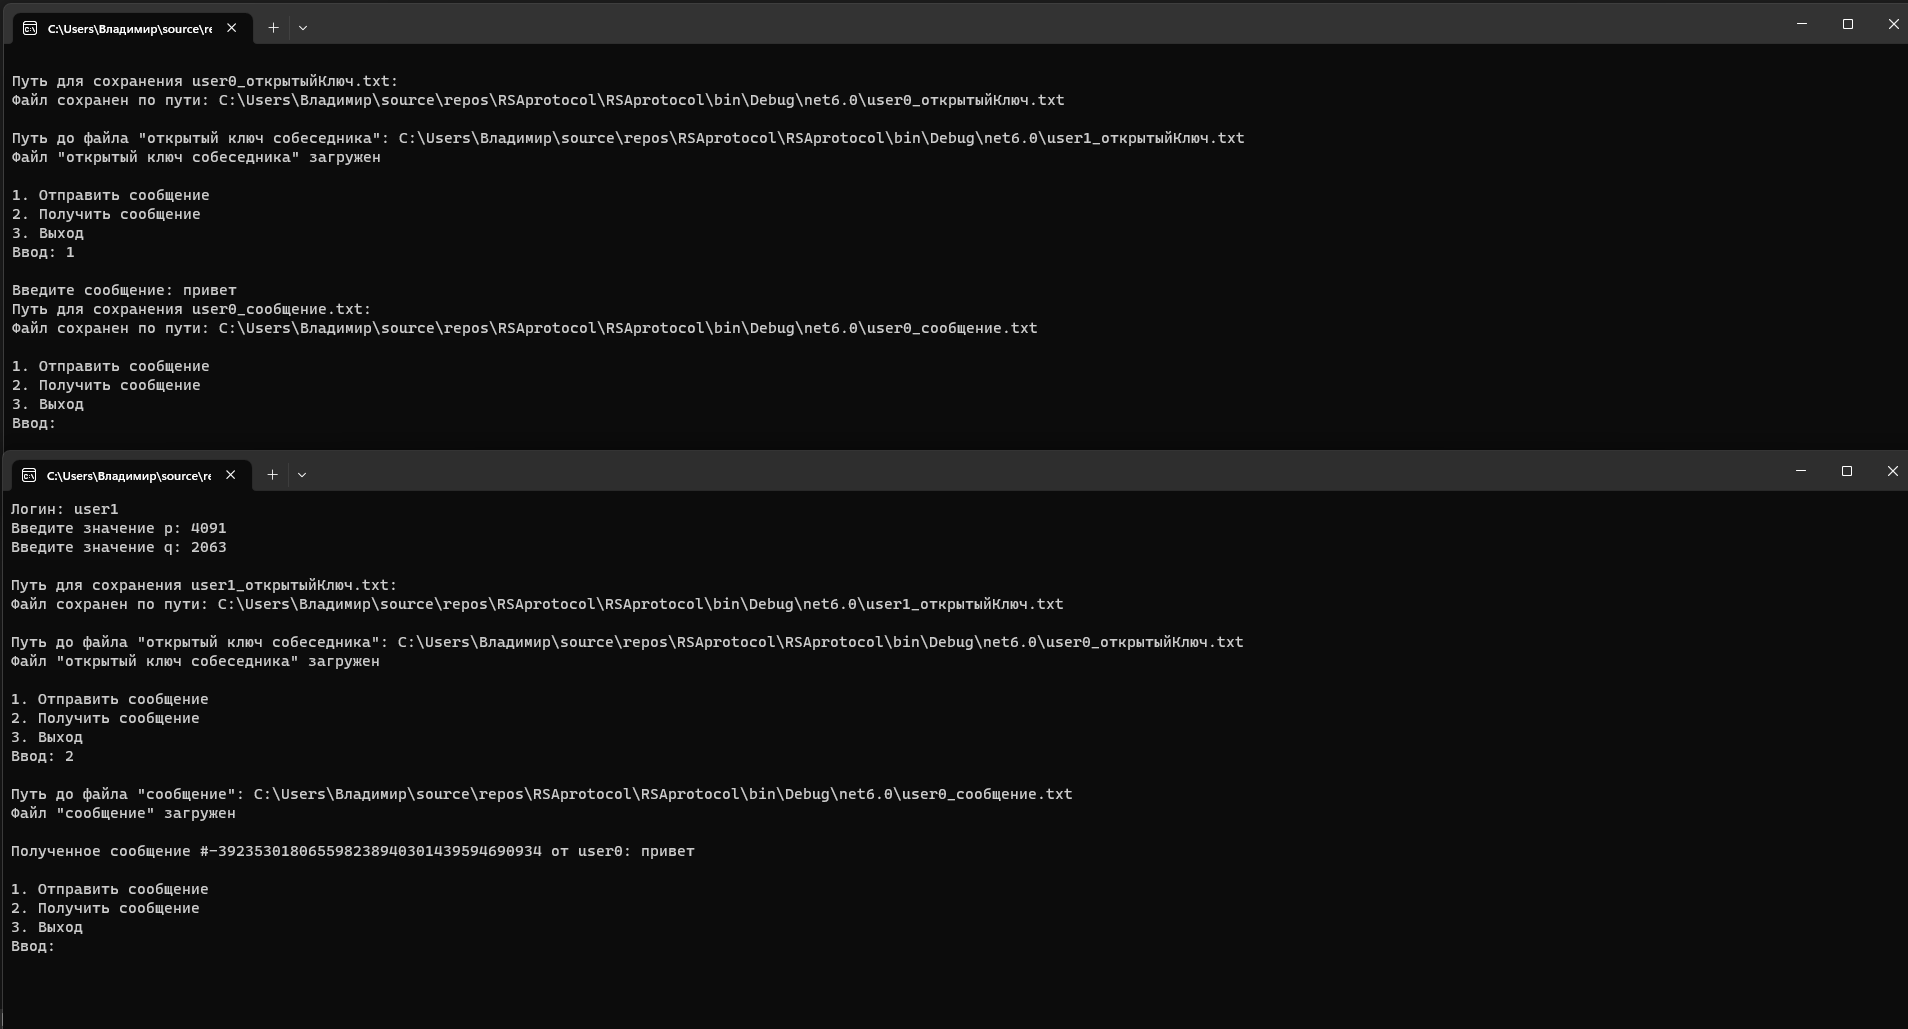 C:\Users\Владимир\source\re
Путь для сохранения user0_открытыйКлюч.txt:
Файл сохранен по пути: C:\Users\Владимир\source\repos\RSAprotocol\RSAprotocol\bin\Debug\net6.0\user0_открытыйКлюч.txt
Путь до файла "открытый ключ собеседника": C:\Users\Владимир\source\repos\RSAprotocol\RSAprotocol\bin\Debug\net6.0\user1_открытыйКлюч.txt
Файл "открытый ключ собеседника" загружен
1. Отправить сообщение
2. Получить сообщение
3. Выход
Ввод: 1
Введите сообщение: привет
Путь для сохранения user0_сообщение.txt:
Файл сохранен по пути: C:\Users\Владимир\source\repos\RSAprotocol\RSAprotocol\bin\Debug\net6.0\user0_сообщение.txt
1. Отправить сообщение
2. Получить сообщение
3. Выход
Ввод:
C:\Users\Владимир\source\re
Логин: user1
Введите значение p: 4091
Введите значение q: 2063
Путь для сохранения user1_открытыйКлюч.txt:
Файл сохранен по пути: C:\Users\Владимир\source\repos\RSAprotocol\RSAprotocol\bin\Debug\net6.0\user1_открытыйКлюч.txt
Путь до файла "открытый ключ собеседника": C:\Users\Владимир\source\repos\RSAprotocol\RSAprotocol\bin\Debug\net6.0\user0_открытыйКлюч.txt
Файл "открытый ключ собеседника" загружен
1. Отправить сообщение
2. Получить сообщение
3. Выход
Ввод: 2
Путь до файла "сообщение": C:\Users\Владимир\source\repos\RSAprotocol\RSAprotocol\bin\Debug\net6.0\user0_сообщение.txt
Файл "сообщение" загружен
Полученное сообщение #-39235301806559823894030143959469093​4 от user0: привет
1. Отправить сообщение
2. Получить сообщение
3. Выход
Ввод: